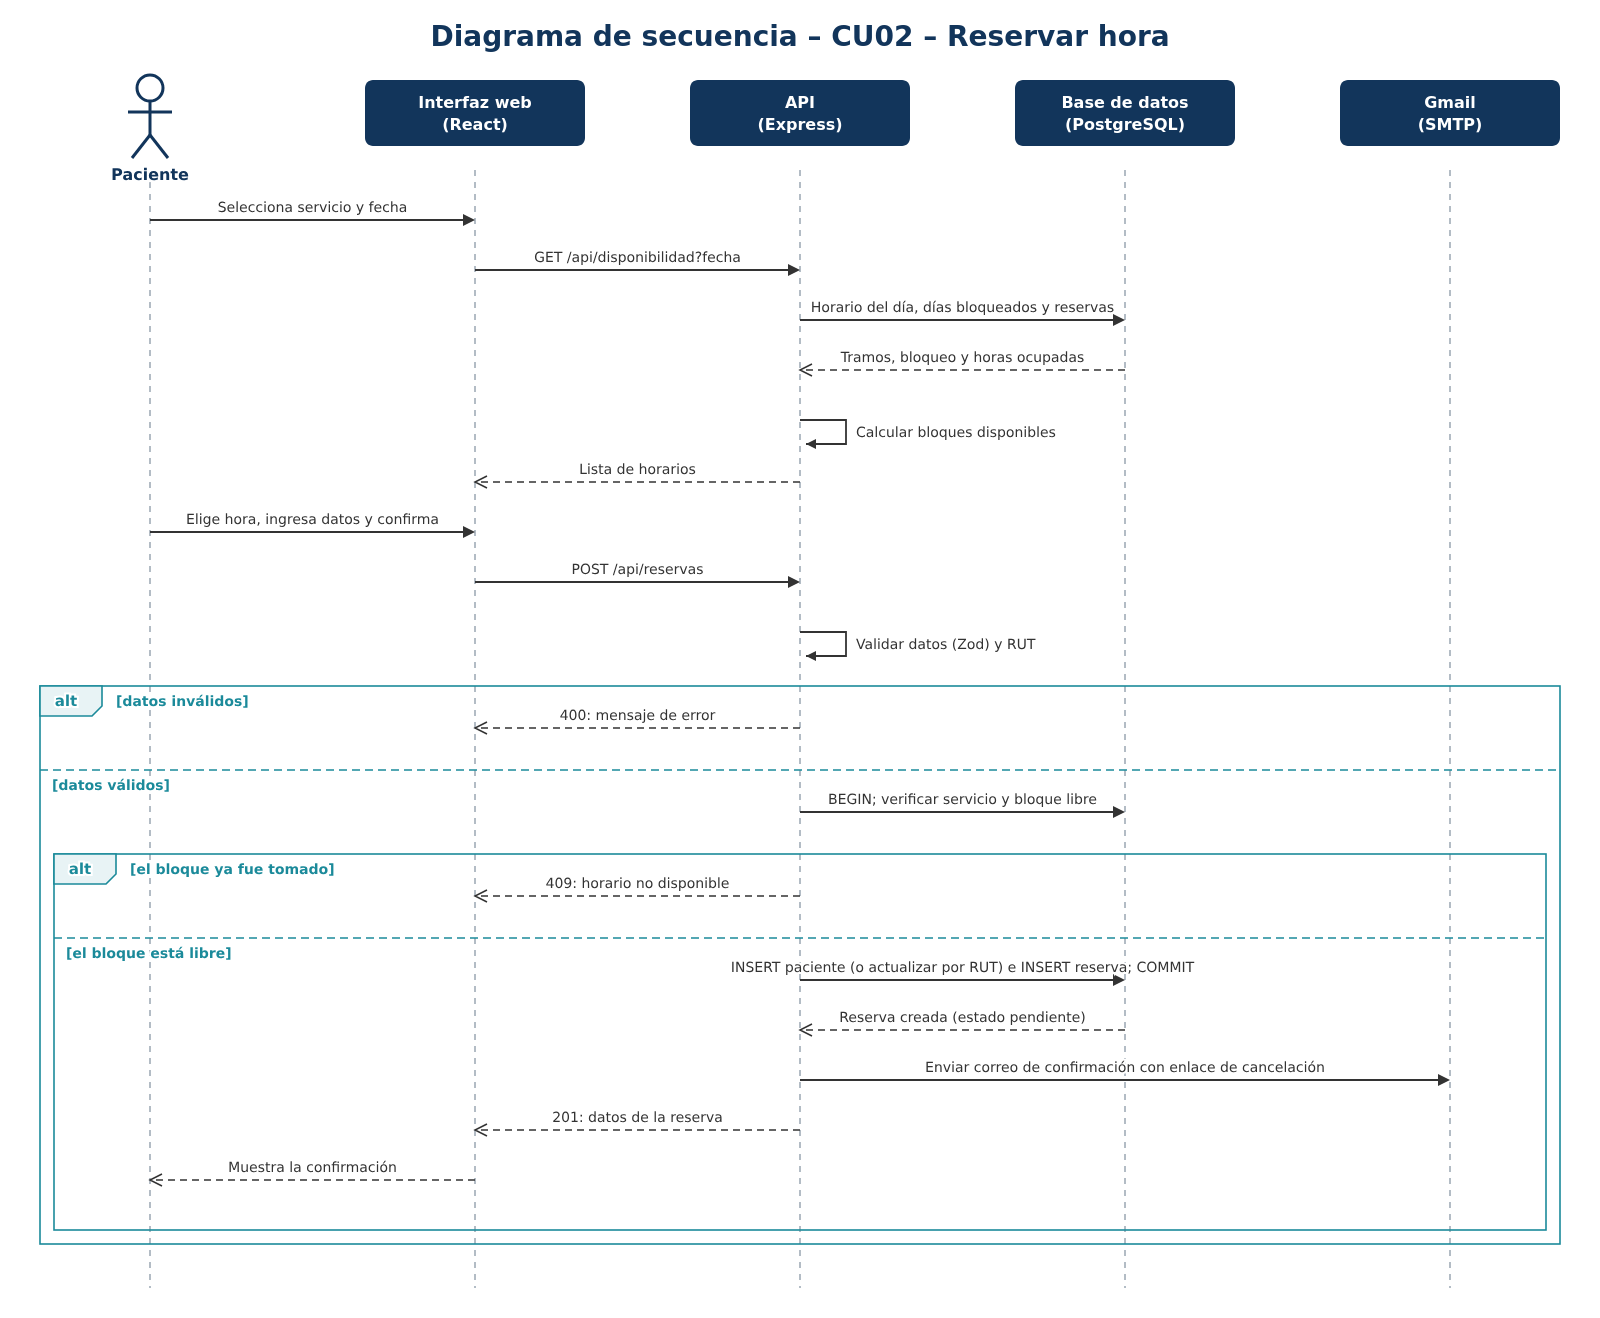 Diagrama de secuencia – CU02 – Reservar hora
Paciente
Interfaz web
(React)
API
(Express)
Base de datos
(PostgreSQL)
Gmail
(SMTP)
Selecciona servicio y fecha
GET /api/disponibilidad?fecha
Horario del día, días bloqueados y reservas
Tramos, bloqueo y horas ocupadas
Calcular bloques disponibles
Lista de horarios
Elige hora, ingresa datos y confirma
POST /api/reservas
Validar datos (Zod) y RUT
alt
[datos inválidos]
400: mensaje de error
[datos válidos]
BEGIN; verificar servicio y bloque libre
alt
[el bloque ya fue tomado]
409: horario no disponible
[el bloque está libre]
INSERT paciente (o actualizar por RUT) e INSERT reserva; COMMIT
Reserva creada (estado pendiente)
Enviar correo de confirmación con enlace de cancelación
201: datos de la reserva
Muestra la confirmación